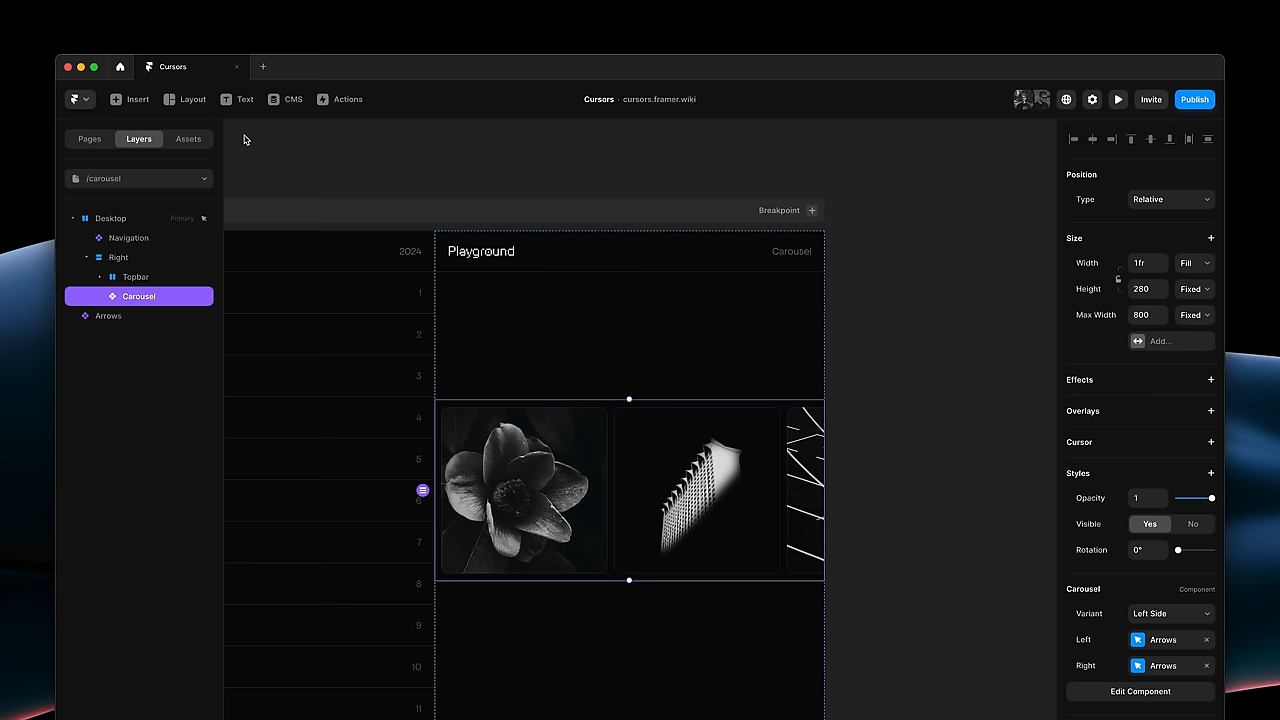 Cursors
Insert
Layout
Text
CMS
Actions
Cursors · cursors.framer.wiki
Invite
Publish
Pages
Layers
Assets
/carousel
Desktop
Primary
Navigation
Right
Topbar
Carousel
Arrows
Breakpoint
2024
Playground
Carousel
1
2
3
4
5
6
7
8
9
10
11
Position
Type
Relative
Size
Width
1fr
Fill
Height
280
Fixed
Max Width
800
Fixed
Add...
Effects
Overlays
Cursor
Styles
Opacity
1
Visible
Yes
No
Rotation
0°
Carousel
Component
Variant
Left Side
Left
Arrows
Right
Arrows
Edit Component